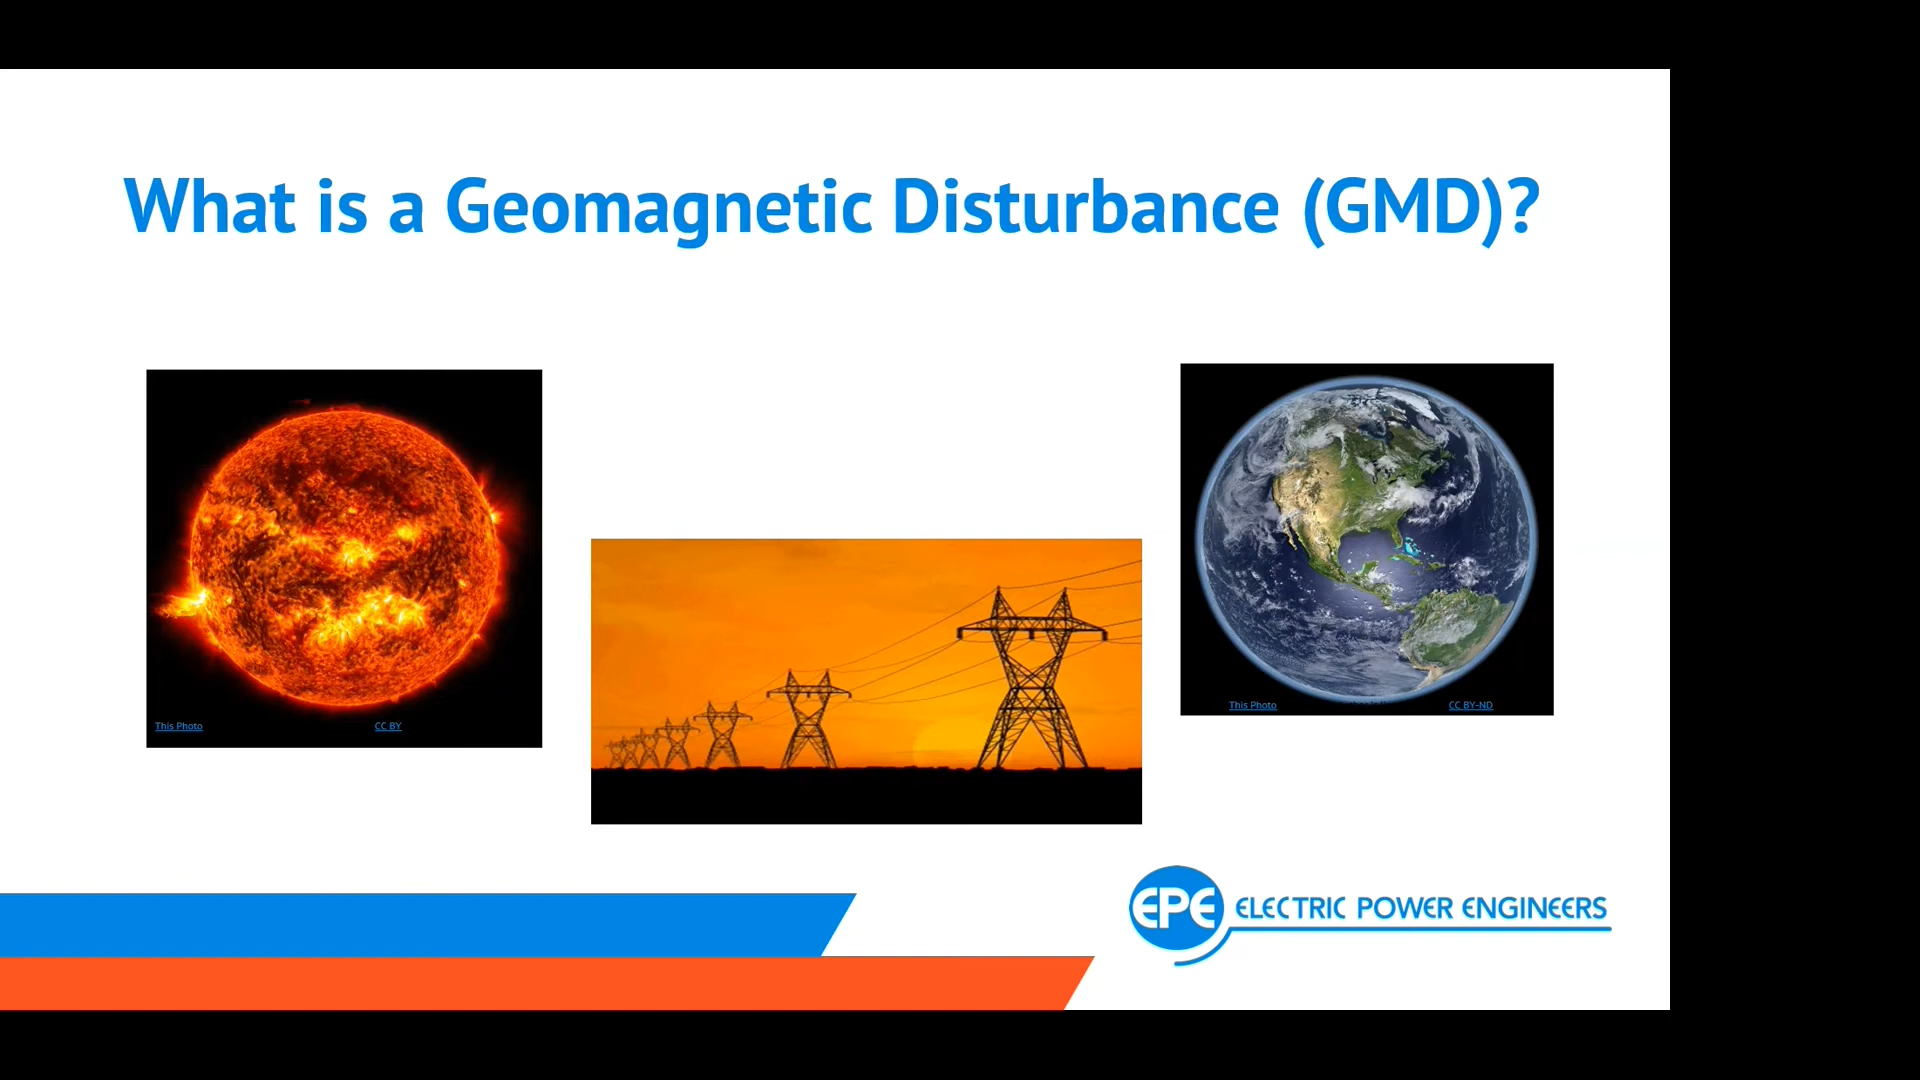 What is a Geomagnetic Disturbance (GMD)?
This Photo CC BY
This Photo CC BY-ND
EPE ELECTRIC POWER ENGINEERS